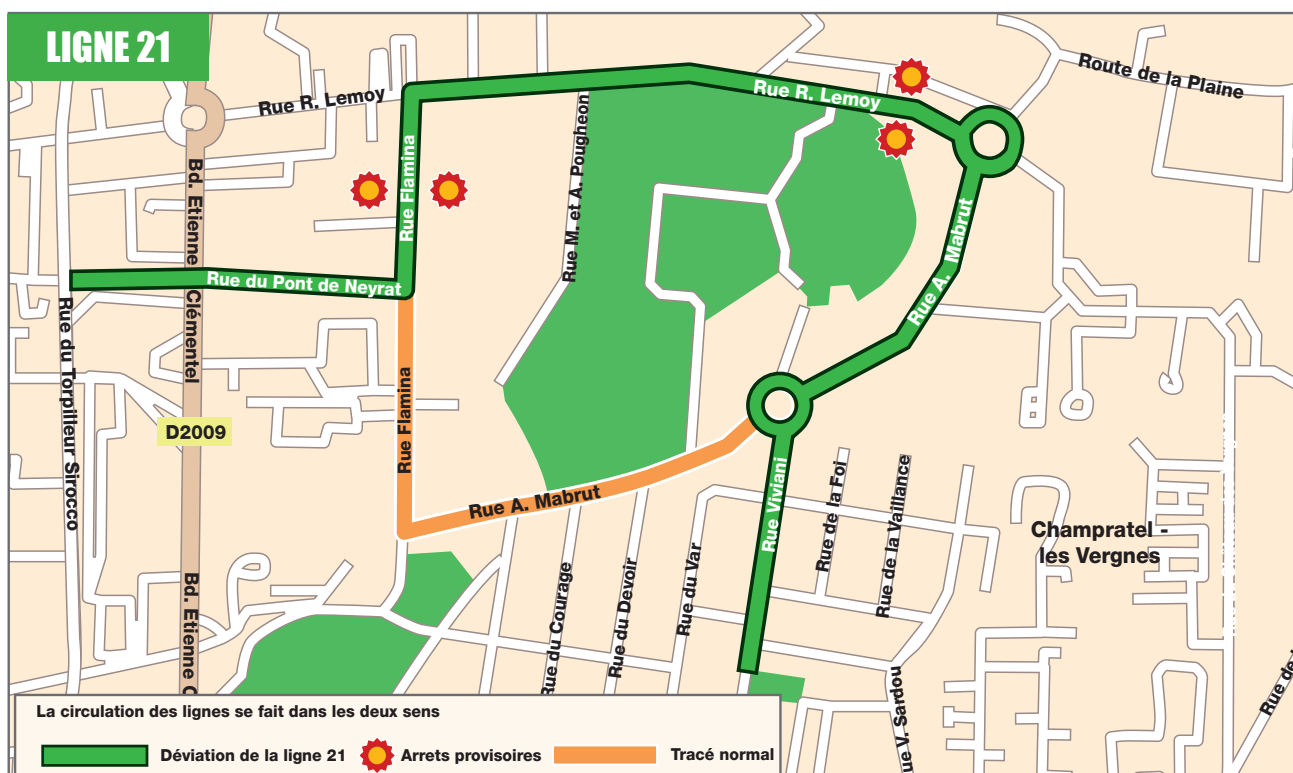 LIGNE 21
Route de la Plaine
Rue R. Lemoy
Rue R. Lemoy
Rue M. et A. Pougheon
Rue Flamina
Bd. Etienne Clémentel
Rue A. Mabrut
Rue du Pont de Neyrat
Rue du Torpilleur Sirocco
Rue Flamina
D2009
Rue A. Mabrut
Rue Viviani
Rue de la Foi
Rue de la Vaillance
Champratel -
les Vergnes
Rue du Courage
Rue du Devoir
Rue du Var
Bd. Etienne C
ue V. Sardou
Rue de
La circulation des lignes se fait dans les deux sens
Déviation de la ligne 21
Arrets provisoires
Tracé normal